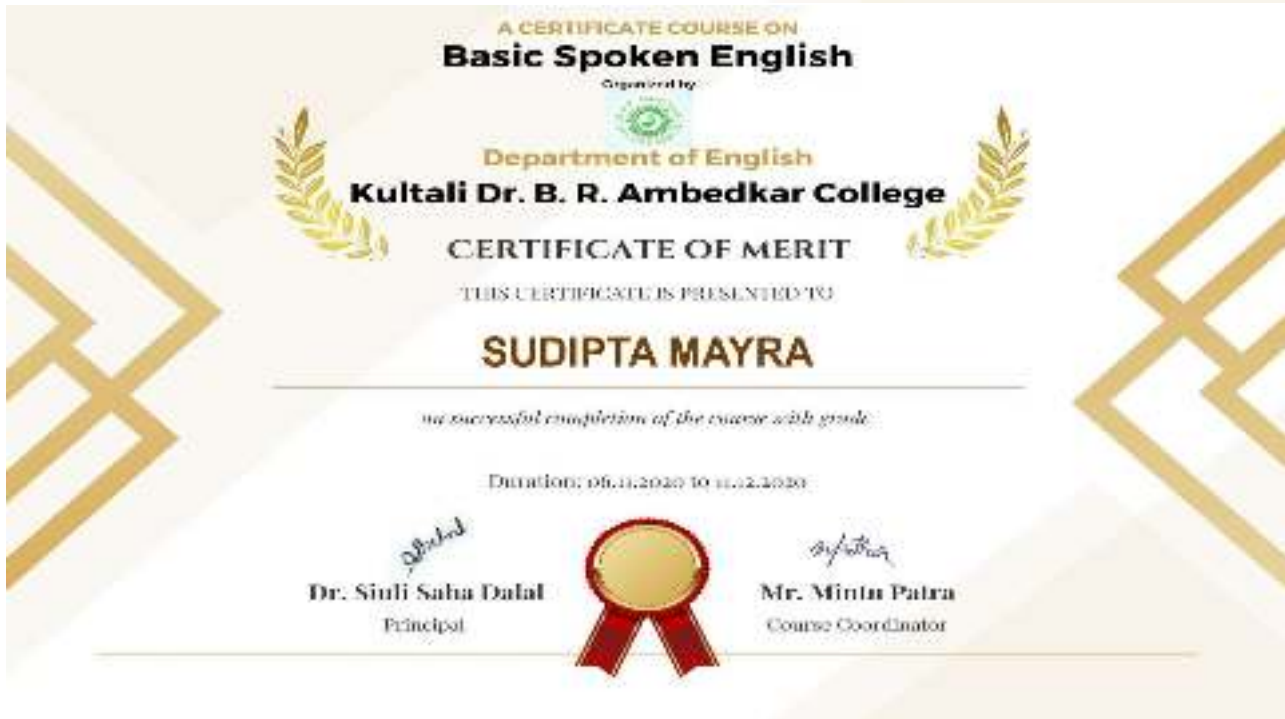 A CERTIFICATE COURSE ON
Basic Spoken English
Organized by
Department of English
Kultali Dr. B. R. Ambedkar College
CERTIFICATE OF MERIT
THIS CERTIFICATE IS PRESENTED TO
SUDIPTA MAYRA
on successful completion of the course with grade
Duration: 06.11.2020 to 11.12.2020
Dr. Siuli Saha Dalal
Mr. Mintu Patra
Principal
Course Coordinator